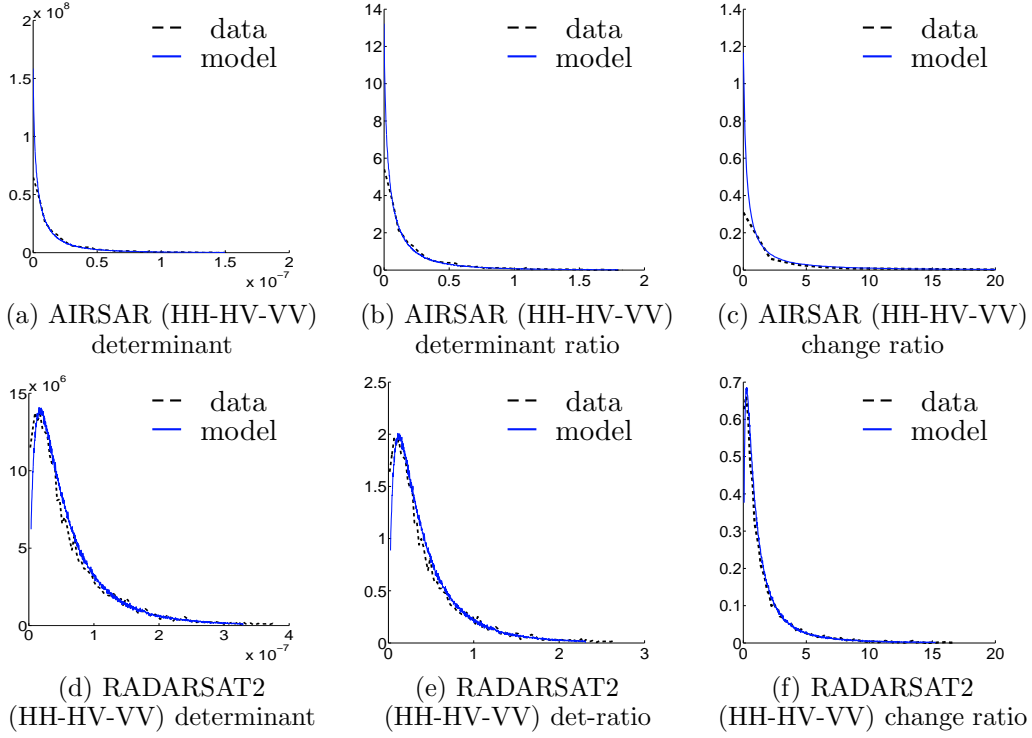 2 x 10^8
1.5
1
0.5
0
0 0.5 1 1.5 2
x 10^-7
data
model
(a) AIRSAR (HH-HV-VV)
determinant
14
12
10
8
6
4
2
0
0 0.5 1 1.5 2
data
model
(b) AIRSAR (HH-HV-VV)
determinant ratio
1.4
1.2
1
0.8
0.6
0.4
0.2
0
0 5 10 15 20
data
model
(c) AIRSAR (HH-HV-VV)
change ratio
15 x 10^6
10
5
0
0 1 2 3 4
x 10^-7
data
model
(d) RADARSAT2
(HH-HV-VV) determinant
2.5
2
1.5
1
0.5
0
0 1 2 3
data
model
(e) RADARSAT2
(HH-HV-VV) det-ratio
0.7
0.6
0.5
0.4
0.3
0.2
0.1
0
0 5 10 15 20
data
model
(f) RADARSAT2
(HH-HV-VV) change ratio